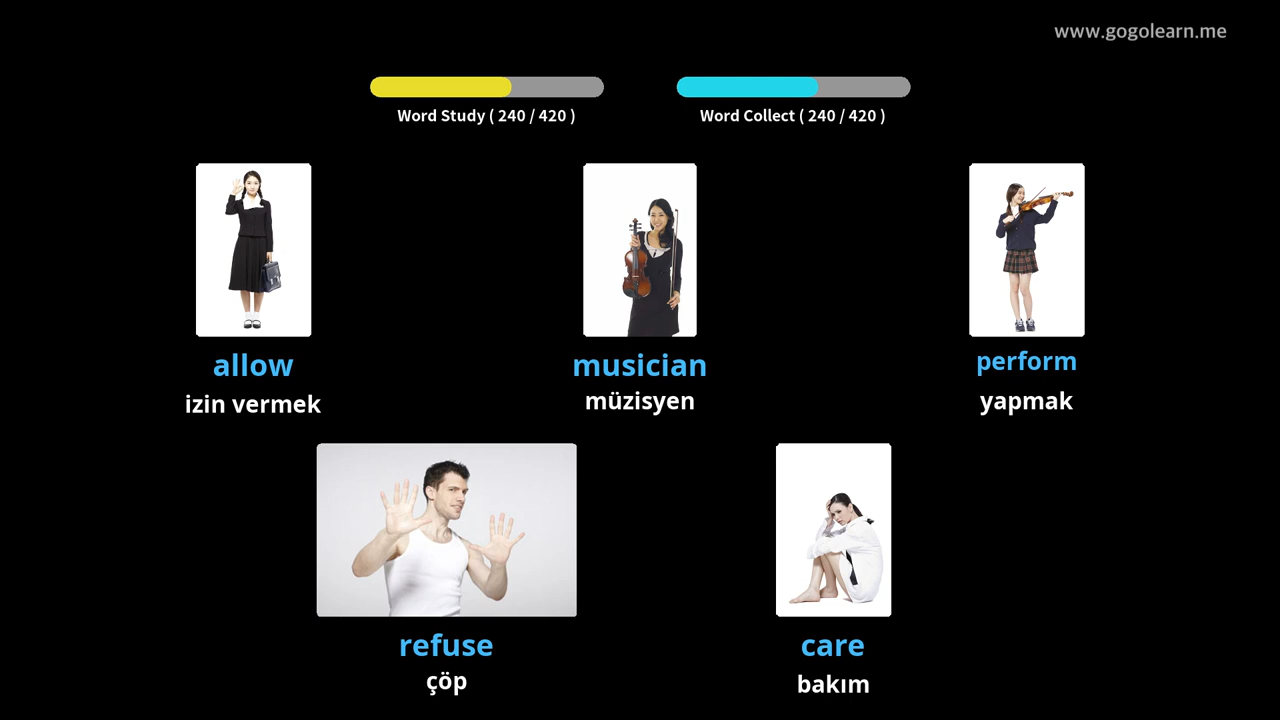 www.gogolearn.me
Word Study ( 240 / 420 )
Word Collect ( 240 / 420 )
allow
izin vermek
musician
müzisyen
perform
yapmak
refuse
çöp
care
bakım